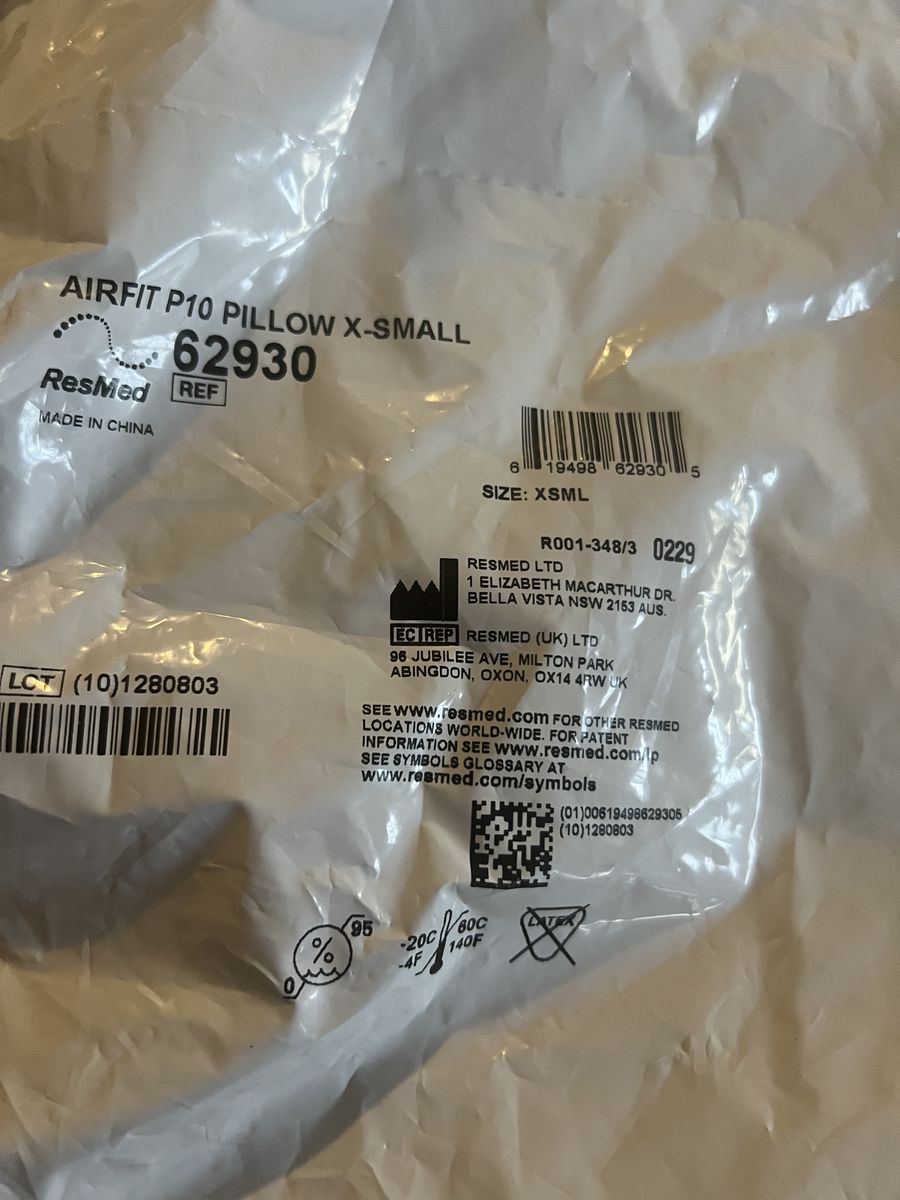 AIRFIT P10 PILLOW X-SMALL
62930
ResMed
REF
MADE IN CHINA
6 19498 62930 5
SIZE: XSML
R001-348/3 0229
RESMED LTD
1 ELIZABETH MACARTHUR DR.
BELLA VISTA NSW 2153 AUS.
EC REP RESMED (UK) LTD
96 JUBILEE AVE, MILTON PARK
ABINGDON, OXON, OX14 4RW UK
LOT (10)1280803
SEE www.resmed.com FOR OTHER RESMED
LOCATIONS WORLD-WIDE. FOR PATENT
INFORMATION SEE www.resmed.com/ip
SEE SYMBOLS GLOSSARY AT
www.resmed.com/symbols
(01)00619498629305
(10)1280803
95
%
0
-20C 60C
-4F 140F
LATEX